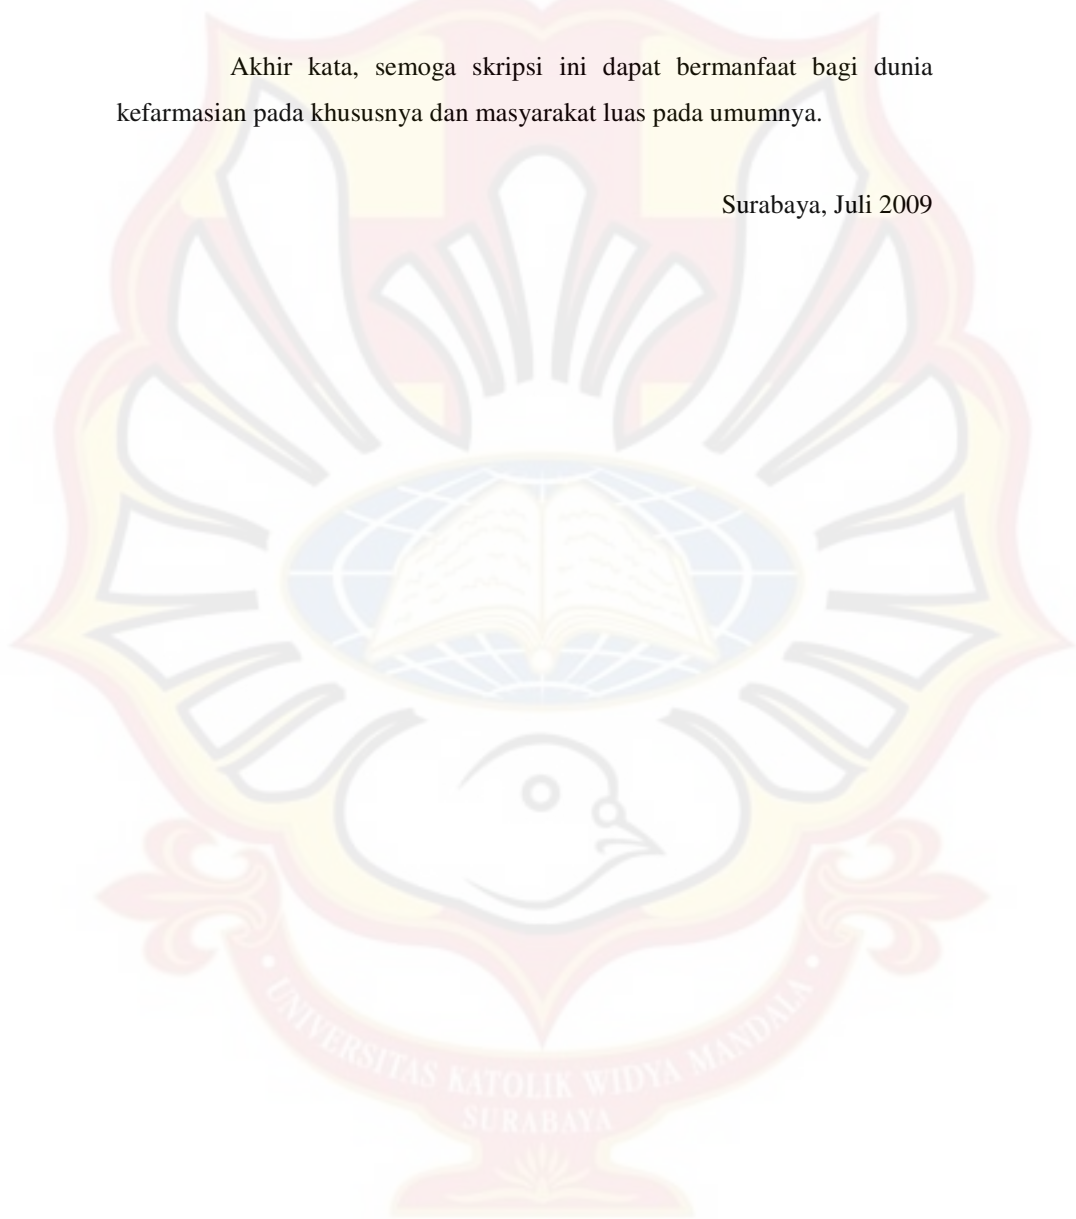 Akhir kata, semoga skripsi ini dapat bermanfaat bagi dunia
kefarmasian pada khususnya dan masyarakat luas pada umumnya.
Surabaya, Juli 2009
UNIVERSITAS KATOLIK WIDYA MANDALA
SURABAYA